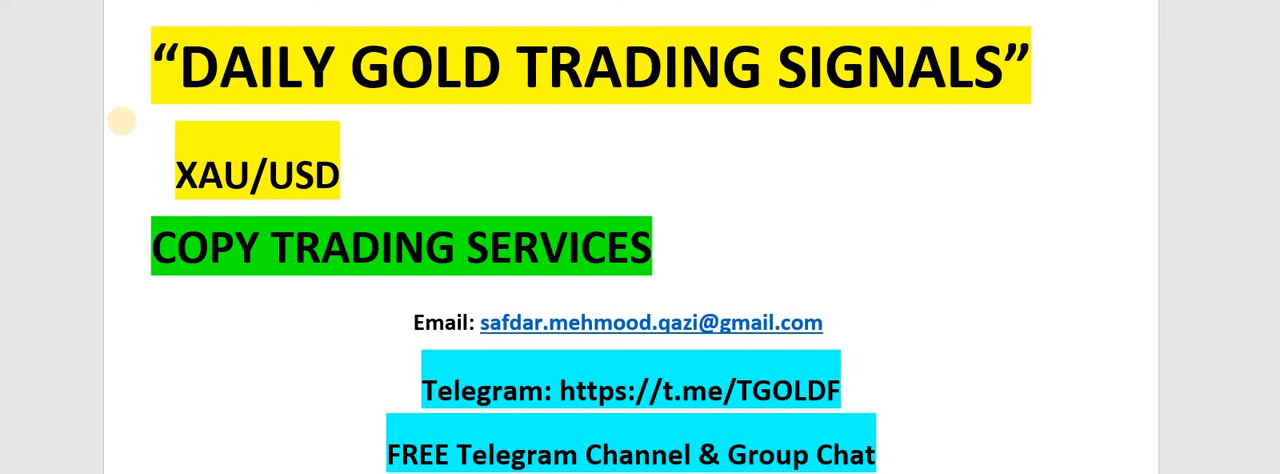 “DAILY GOLD TRADING SIGNALS”
XAU/USD
COPY TRADING SERVICES
Email: safdar.mehmood.qazi@gmail.com
Telegram: https://t.me/TGOLDF
FREE Telegram Channel & Group Chat